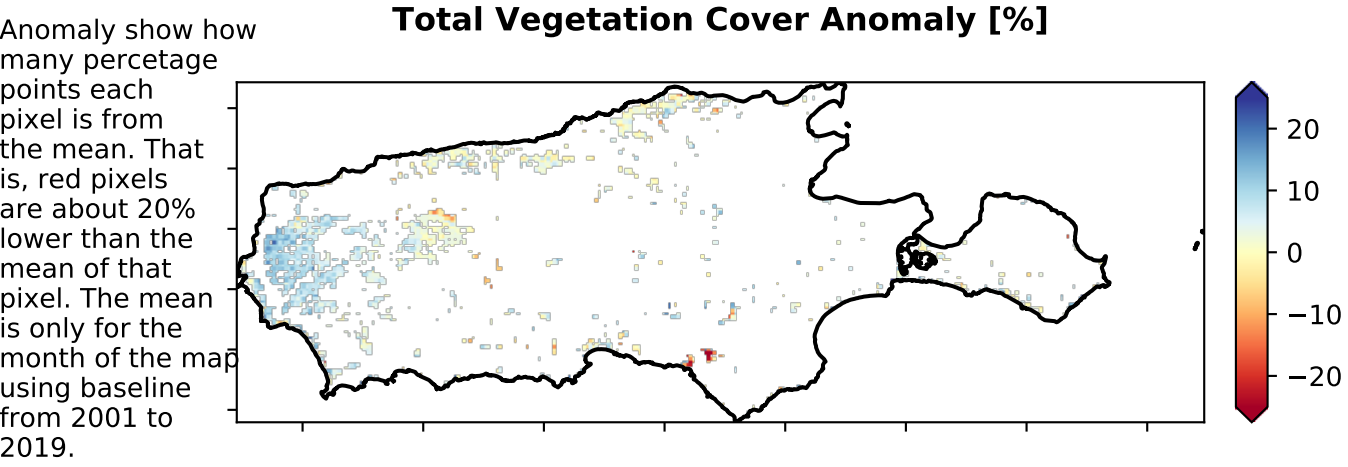 Total Vegetation Cover Anomaly [%]
Anomaly show how
many percetage
points each
pixel is from
the mean. That
is, red pixels
are about 20%
lower than the
mean of that
pixel. The mean
is only for the
month of the map
using baseline
from 2001 to
2019.
20
10
0
−10
−20